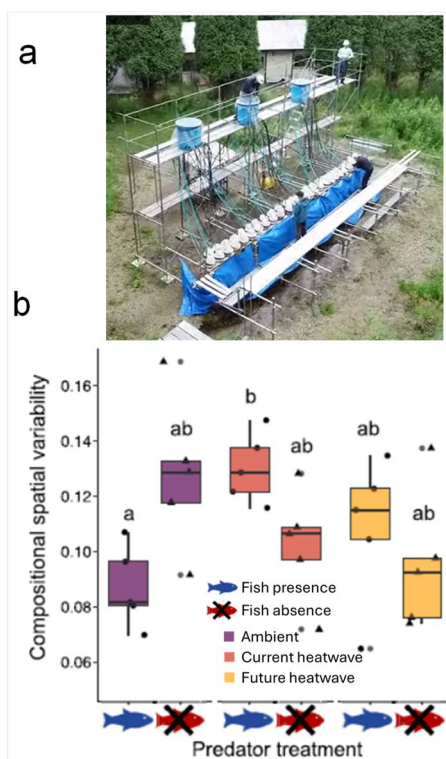 a
b
Compositional spatial variability
0.16
0.14
0.12
0.10
0.08
0.06
a
ab
b
ab
ab
ab
Fish presence
Fish absence
Ambient
Current heatwave
Future heatwave
Predator treatment